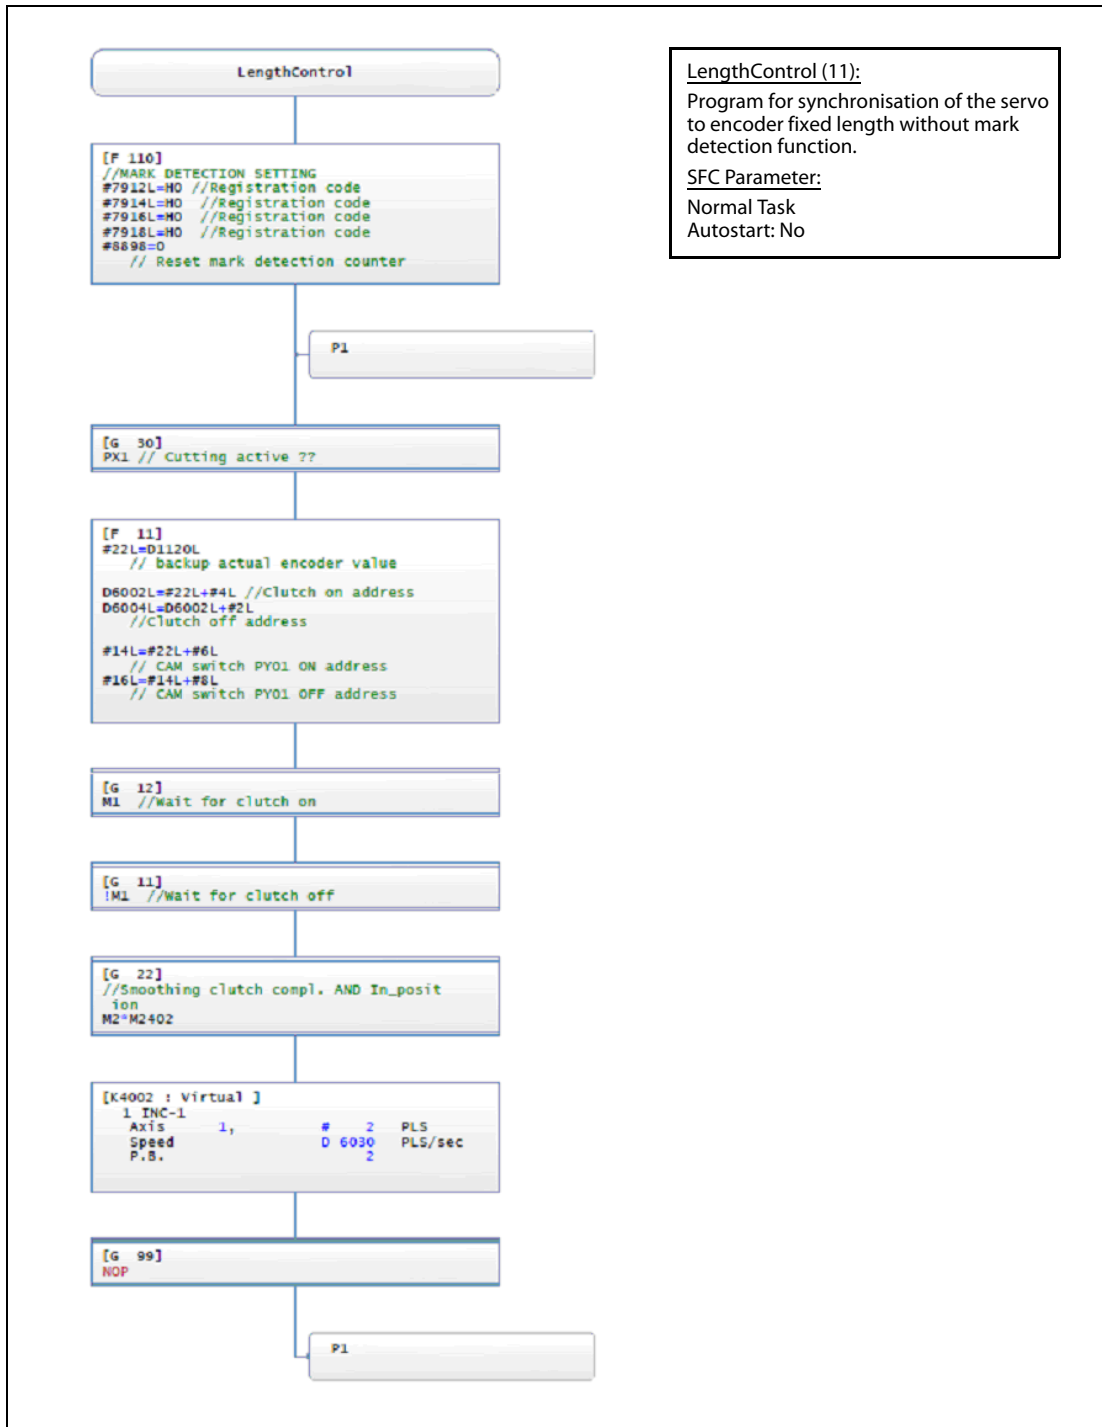 LengthControl
LengthControl (11):
Program for synchronisation of the servo
to encoder fixed length without mark
detection function.
SFC Parameter:
Normal Task
Autostart: No
[F 110]
//MARK DETECTION SETTING
#7912L=H0 //Registration code
#7914L=H0 //Registration code
#7916L=H0 //Registration code
#7918L=H0 //Registration code
#8898=0
// Reset mark detection counter
P1
[G 30]
PX1 // Cutting active ??
[F 11]
#22L=D1120L
// backup actual encoder value
D6002L=#22L+#4L //Clutch on address
D6004L=D6002L+#2L
//Clutch off address
#14L=#22L+#6L
// CAM switch PY01 ON address
#16L=#14L+#8L
// CAM switch PY01 OFF address
[G 12]
M1 //Wait for clutch on
[G 11]
!M1 //Wait for clutch off
[G 22]
//Smoothing clutch compl. AND In_posit
ion
M2*M2402
[K4002 : Virtual ]
1 INC-1
Axis 1, # 2 PLS
Speed D 6030 PLS/sec
P.B. 2
[G 99]
NOP
P1